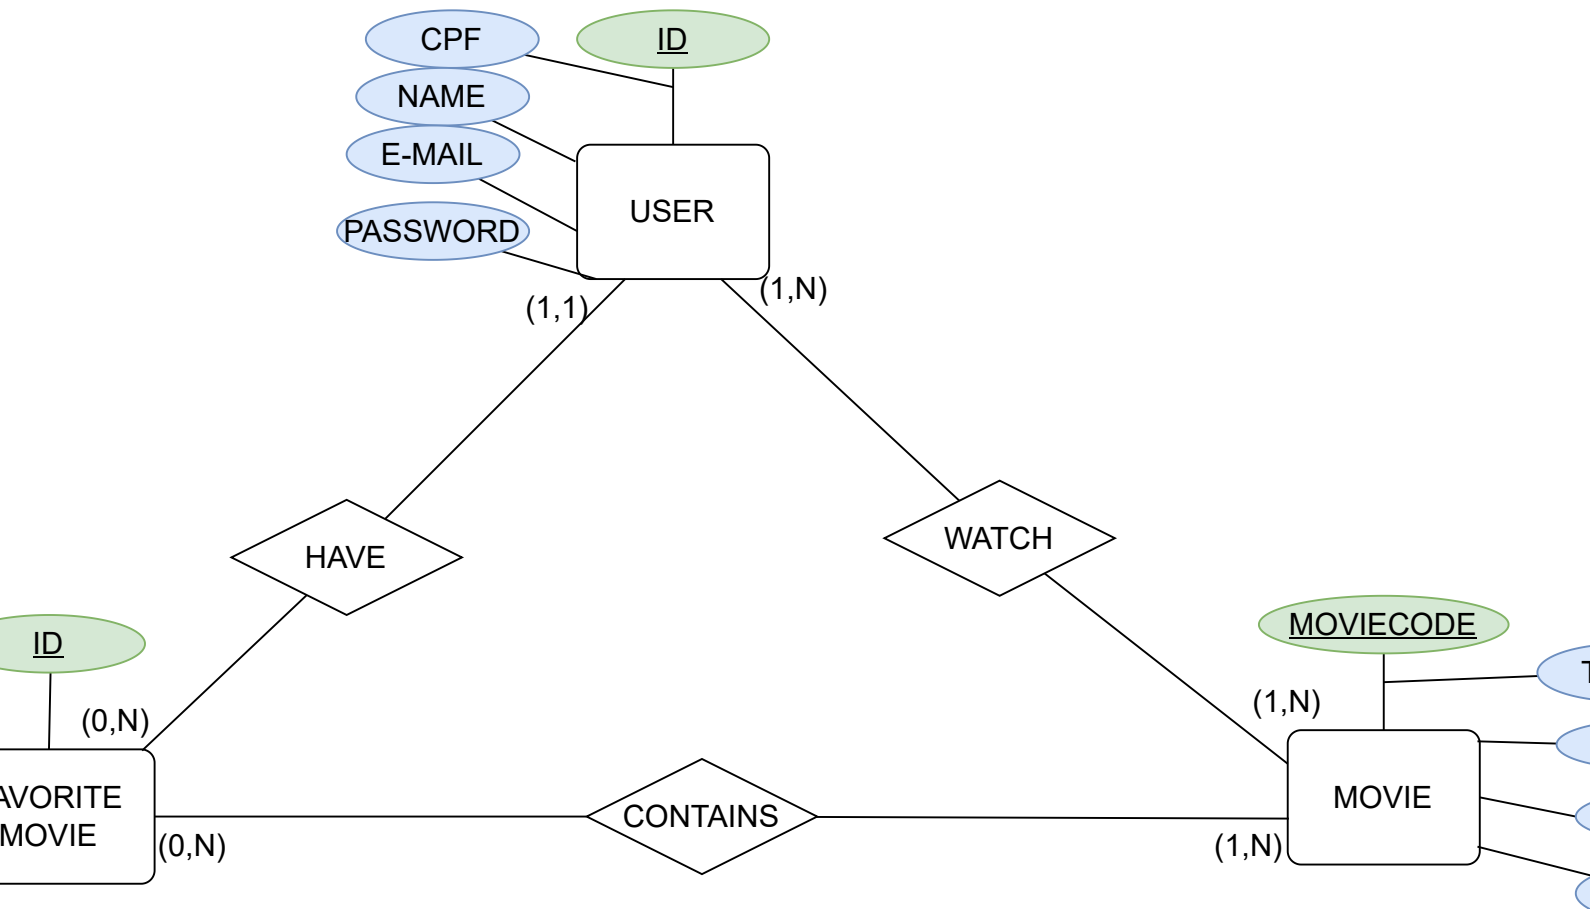 CPF
ID
NAME
E-MAIL
PASSWORD
USER
(1,1)
(1,N)
HAVE
WATCH
ID
MOVIECODE
(0,N)
(1,N)
AVORITE
MOVIE
CONTAINS
MOVIE
(0,N)
(1,N)